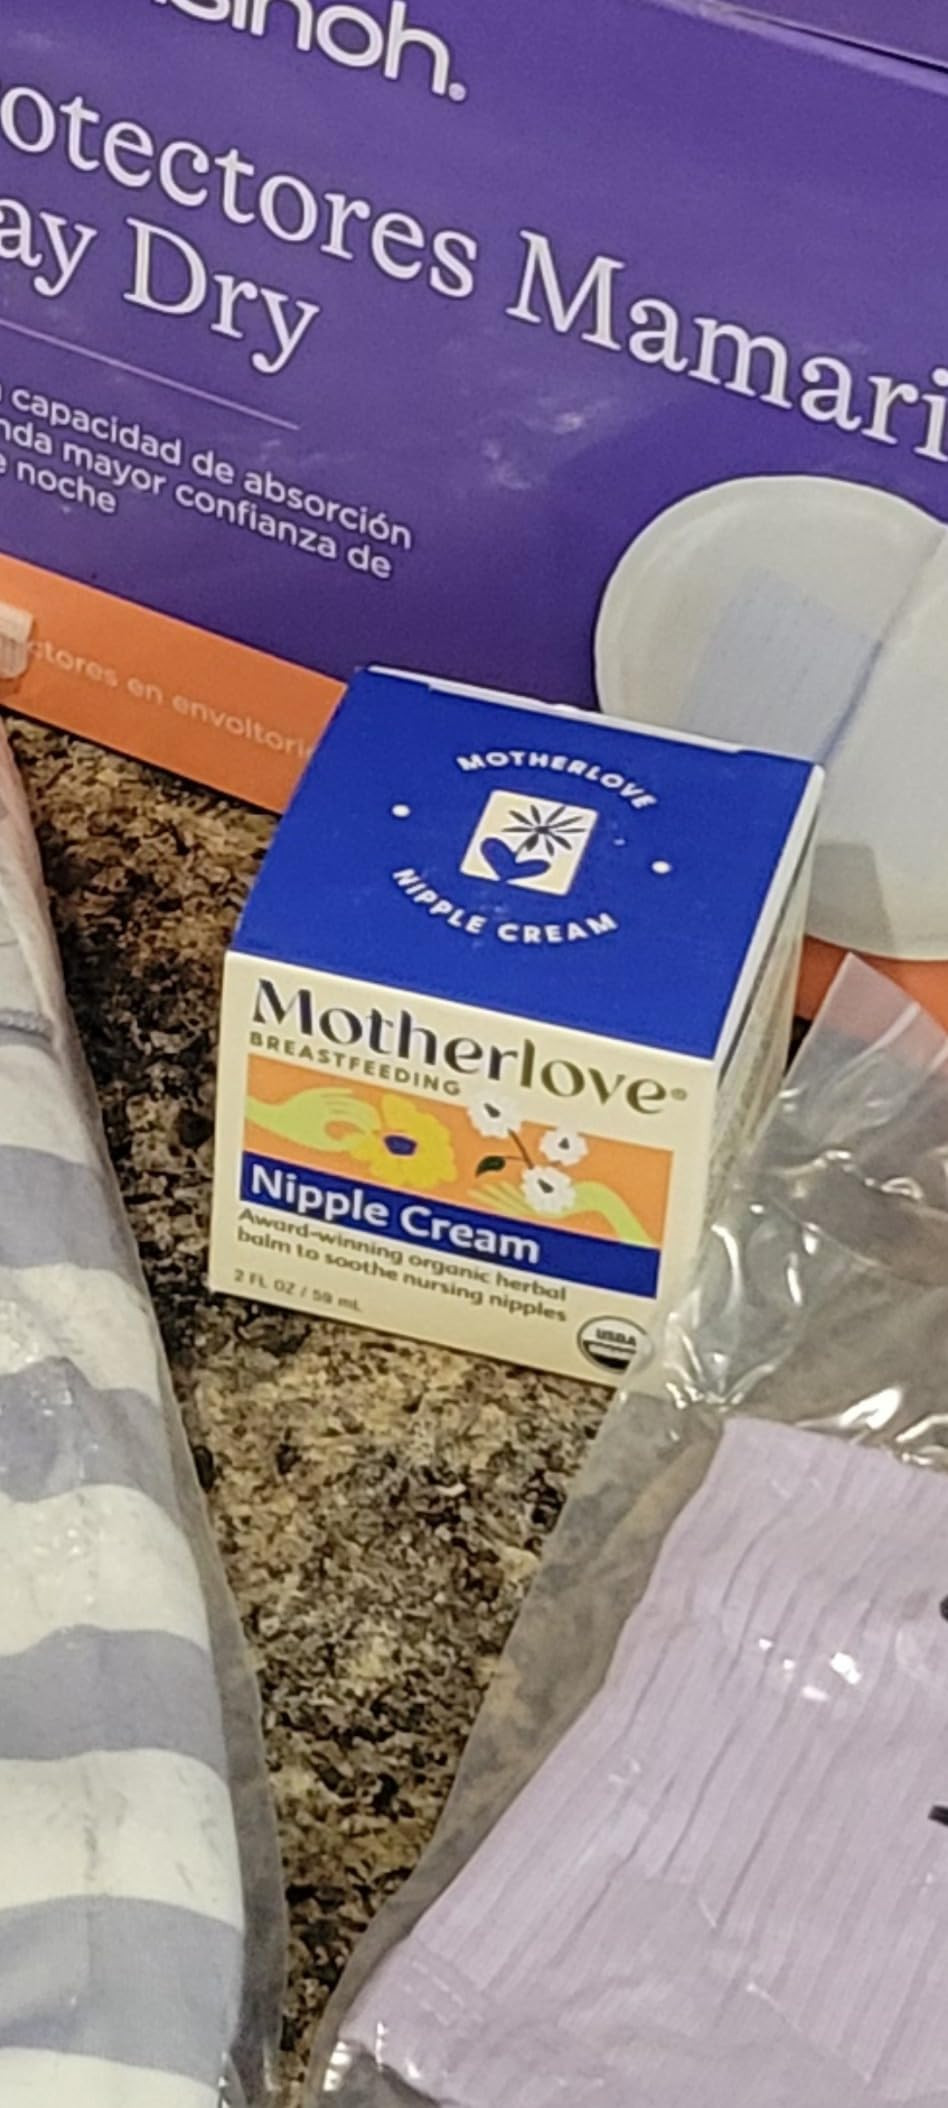 sinoh.
otectores Mamari
ay Dry
capacidad de absorción
nda mayor confianza de
e noche
ctores en envoltori
MOTHERLOVE
NIPPLE CREAM
Motherlove®
BREASTFEEDING
Nipple Cream
Award-winning organic herbal
balm to soothe nursing nipples
2 FL OZ / 59 mL
USDA